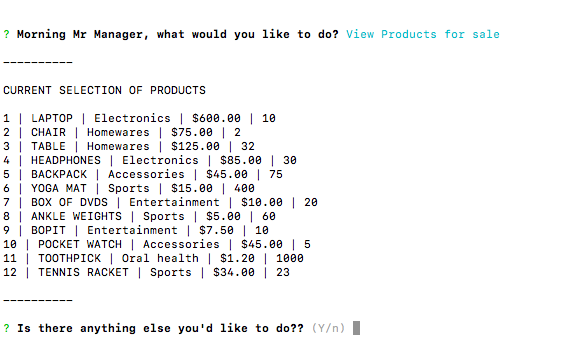 ? Morning Mr Manager, what would you like to do? View Products for sale
----------
CURRENT SELECTION OF PRODUCTS
1 | LAPTOP | Electronics | $600.00 | 10
2 | CHAIR | Homewares | $75.00 | 2
3 | TABLE | Homewares | $125.00 | 32
4 | HEADPHONES | Electronics | $85.00 | 30
5 | BACKPACK | Accessories | $45.00 | 75
6 | YOGA MAT | Sports | $15.00 | 400
7 | BOX OF DVDS | Entertainment | $10.00 | 20
8 | ANKLE WEIGHTS | Sports | $5.00 | 60
9 | BOPIT | Entertainment | $7.50 | 10
10 | POCKET WATCH | Accessories | $45.00 | 5
11 | TOOTHPICK | Oral health | $1.20 | 1000
12 | TENNIS RACKET | Sports | $34.00 | 23
----------
? Is there anything else you'd like to do?? (Y/n)